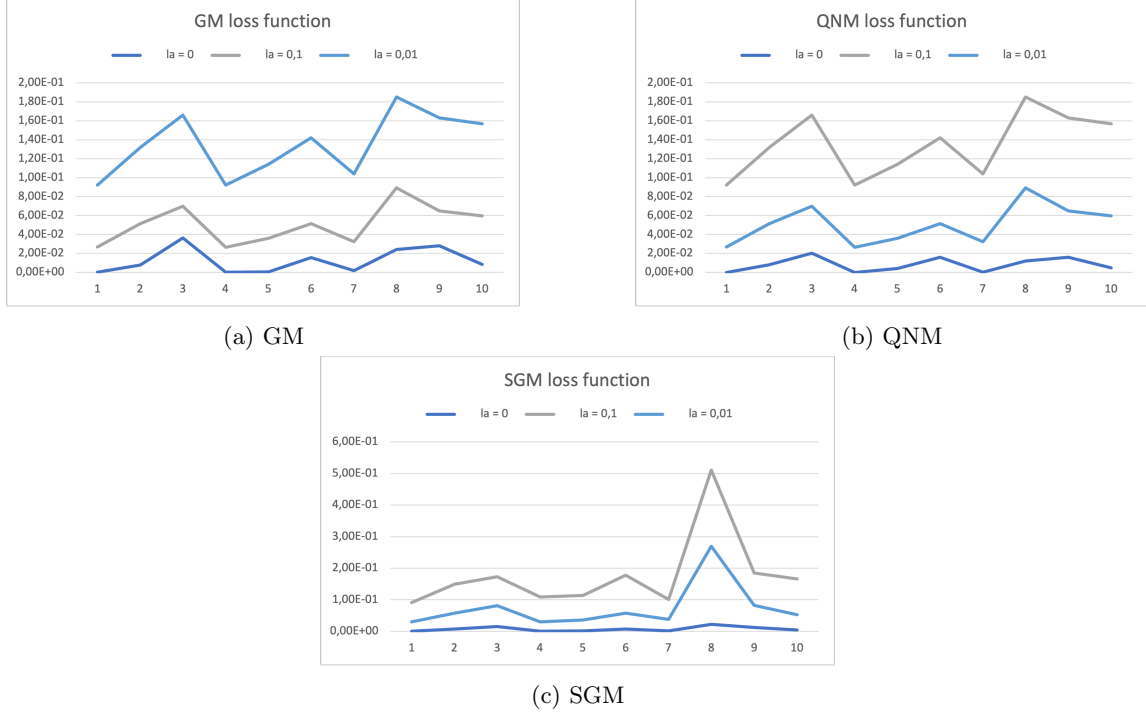 GM loss function
la = 0 la = 0,1 la = 0,01
2,00E-01
1,80E-01
1,60E-01
1,40E-01
1,20E-01
1,00E-01
8,00E-02
6,00E-02
4,00E-02
2,00E-02
0,00E+00
1 2 3 4 5 6 7 8 9 10
(a) GM
QNM loss function
la = 0 la = 0,1 la = 0,01
2,00E-01
1,80E-01
1,60E-01
1,40E-01
1,20E-01
1,00E-01
8,00E-02
6,00E-02
4,00E-02
2,00E-02
0,00E+00
1 2 3 4 5 6 7 8 9 10
(b) QNM
SGM loss function
la = 0 la = 0,1 la = 0,01
6,00E-01
5,00E-01
4,00E-01
3,00E-01
2,00E-01
1,00E-01
0,00E+00
1 2 3 4 5 6 7 8 9 10
(c) SGM